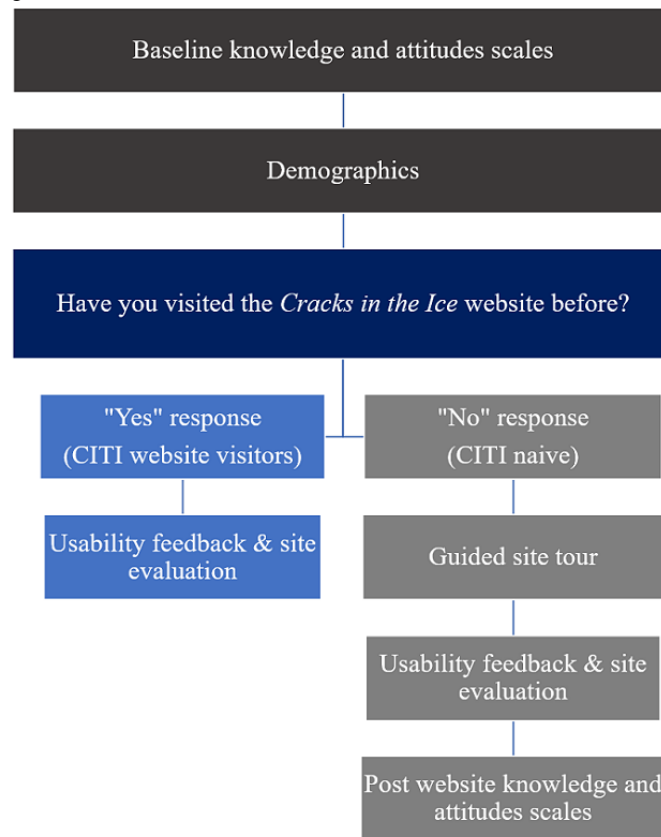 Baseline knowledge and attitudes scales
Demographics
Have you visited the Cracks in the Ice website before?
"Yes" response
(CITI website visitors)
"No" response
(CITI naive)
Usability feedback & site
evaluation
Guided site tour
Usability feedback & site
evaluation
Post website knowledge and
attitudes scales